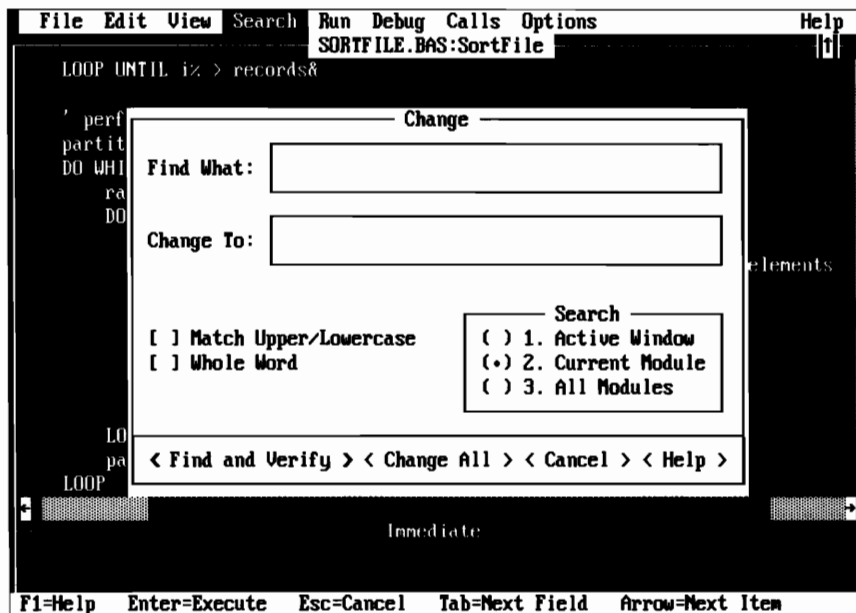 File Edit View Search Run Debug Calls Options Help
SORTFILE.BAS:SortFile
LOOP UNTIL i% > records&
' perf
partit
DO WHI
ra
DO
elements
LO
pa
LOOP
Change
Find What:
Change To:
[ ] Match Upper/Lowercase
[ ] Whole Word
Search
( ) 1. Active Window
(•) 2. Current Module
( ) 3. All Modules
< Find and Verify > < Change All > < Cancel > < Help >
Immediate
F1=Help Enter=Execute Esc=Cancel Tab=Next Field Arrow=Next Item